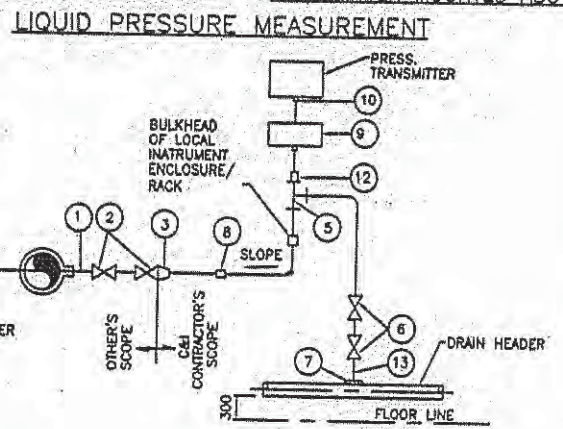 LIQUID PRESSURE MEASUREMENT
PRESS.
TRANSMITTER
10
BULKHEAD
OF LOCAL
INATRUMENT
ENCLOSURE/
RACK
9
12
5
1
2
3
8
SLOPE
OTHER'S
SCOPE
C&I
CONTRACTOR'S
SCOPE
6
7
13
DRAIN HEADER
300
FLOOR LINE